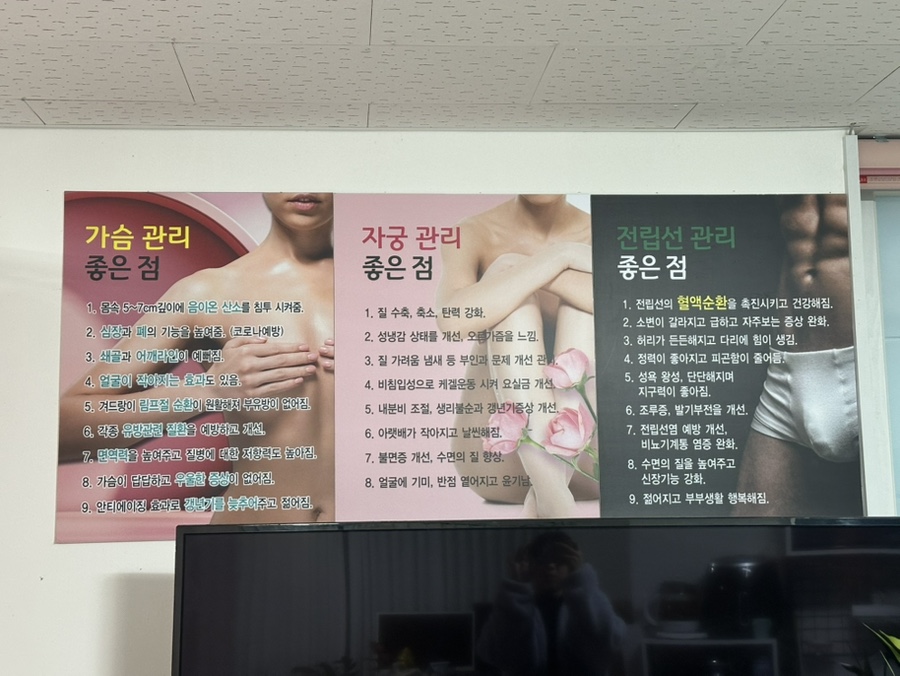 가슴 관리
좋은 점
1. 몸속 5~7cm깊이에 음이온 산소를 침투 시켜줌.
2. 심장과 폐의 기능을 높여줌. (코로나예방)
3. 쇄골과 어깨라인이 예뻐짐.
4. 얼굴이 작아지는 효과도 있음.
5. 겨드랑이 림프절 순환이 원활해져 부유방이 없어짐.
6. 각종 유방관련 질환을 예방하고 개선.
7. 면역력을 높여주고 질병에 대한 저항력도 높아짐.
8. 가슴이 답답하고 우울한 증상이 없어짐.
9. 안티에이징 효과로 갱년기를 늦추어주고 젊어짐.
자궁 관리
좋은 점
1. 질 수축, 축소, 탄력 강화.
2. 성냉감 상태를 개선, 오르가즘을 느낌.
3. 질 가려움 냄새 등 부인과 문제 개선 관리.
4. 비침입성으로 케겔운동 시켜 요실금 개선.
5. 내분비 조절, 생리불순과 갱년기증상 개선.
6. 아랫배가 작아지고 날씬해짐.
7. 불면증 개선, 수면의 질 향상.
8. 얼굴에 기미, 반점 옅어지고 윤기남.
전립선 관리
좋은 점
1. 전립선의 혈액순환을 촉진시키고 건강해짐.
2. 소변이 갈라지고 급하고 자주보는 증상 완화.
3. 허리가 든든해지고 다리에 힘이 생김.
4. 정력이 좋아지고 피곤함이 줄어듬.
5. 성욕 왕성, 단단해지며
지구력이 좋아짐.
6. 조루증, 발기부전을 개선.
7. 전립선염 예방 개선,
비뇨기계통 염증 완화.
8. 수면의 질을 높여주고
신장기능 강화.
9. 젊어지고 부부생활 행복해짐.